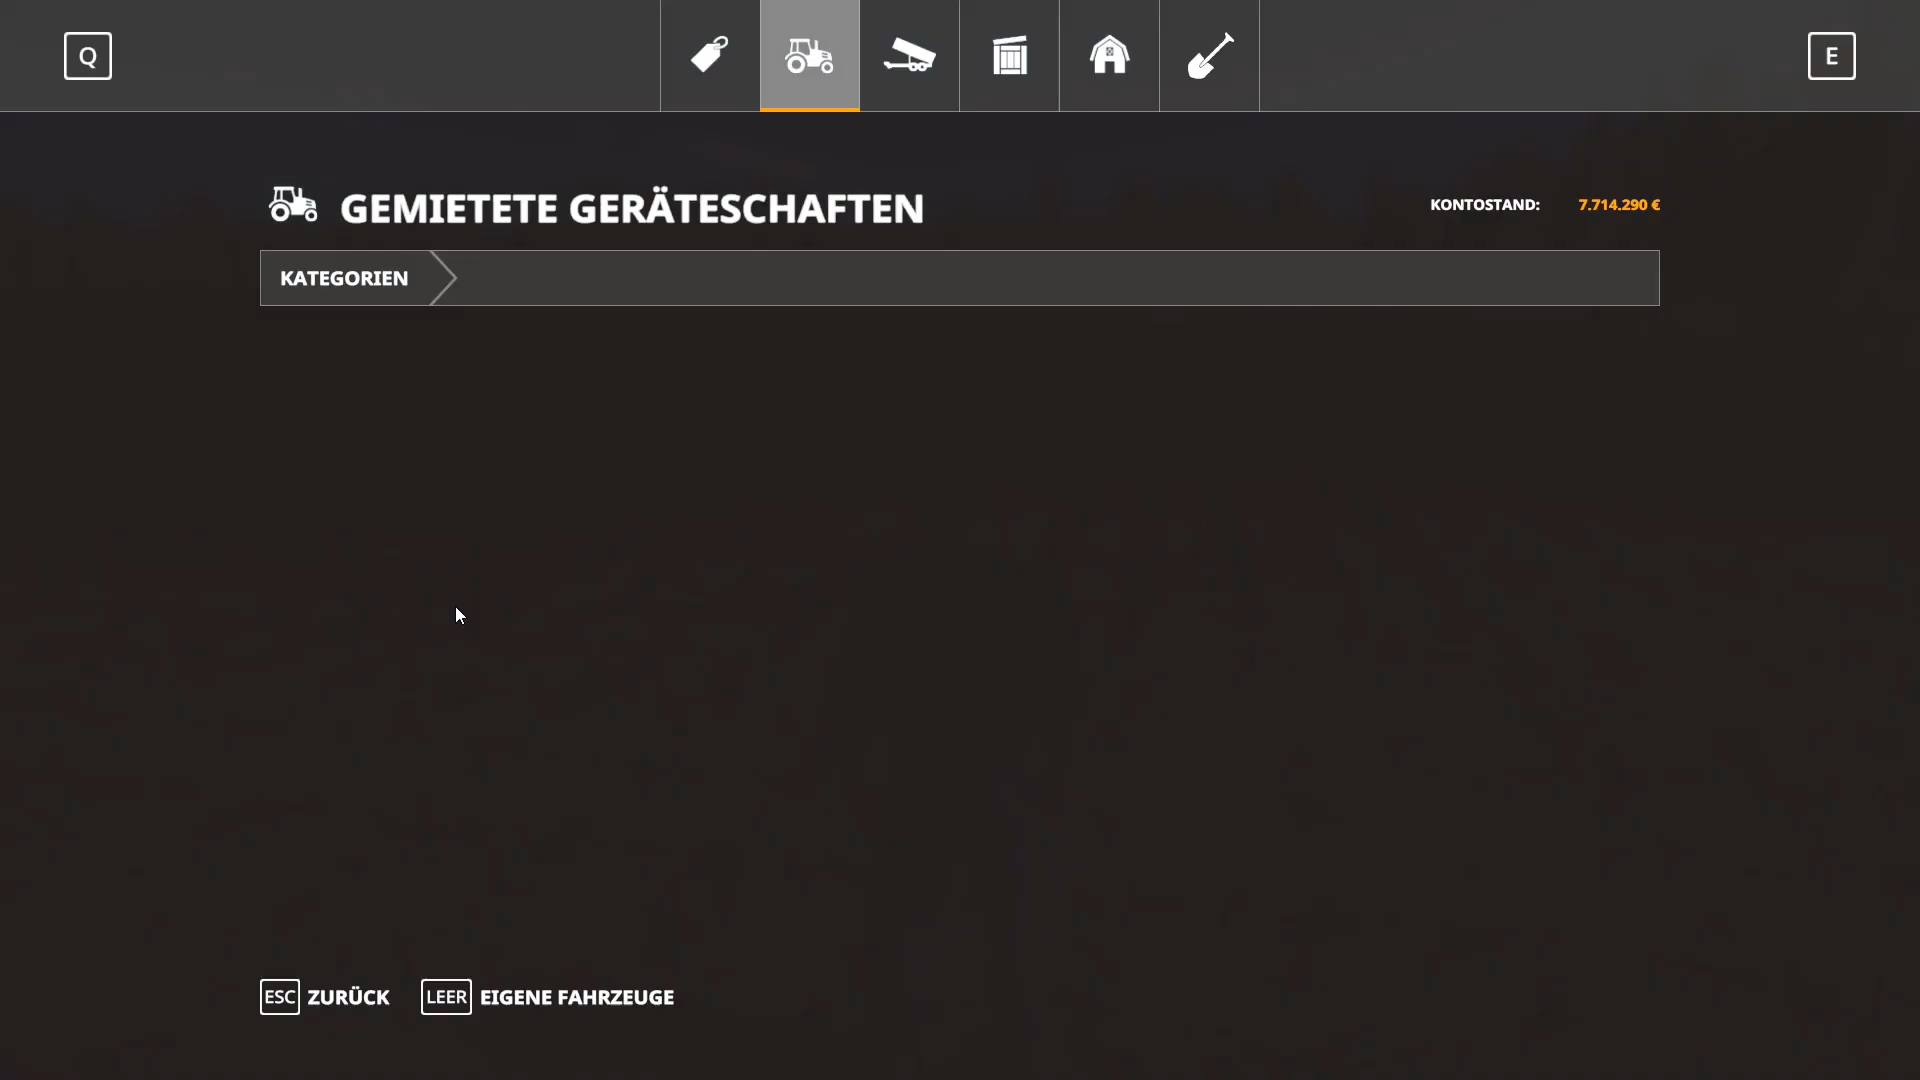 Q
E
GEMIETETE GERÄTESCHAFTEN
KONTOSTAND: 7.714.290 €
KATEGORIEN
ESC ZURÜCK LEER EIGENE FAHRZEUGE